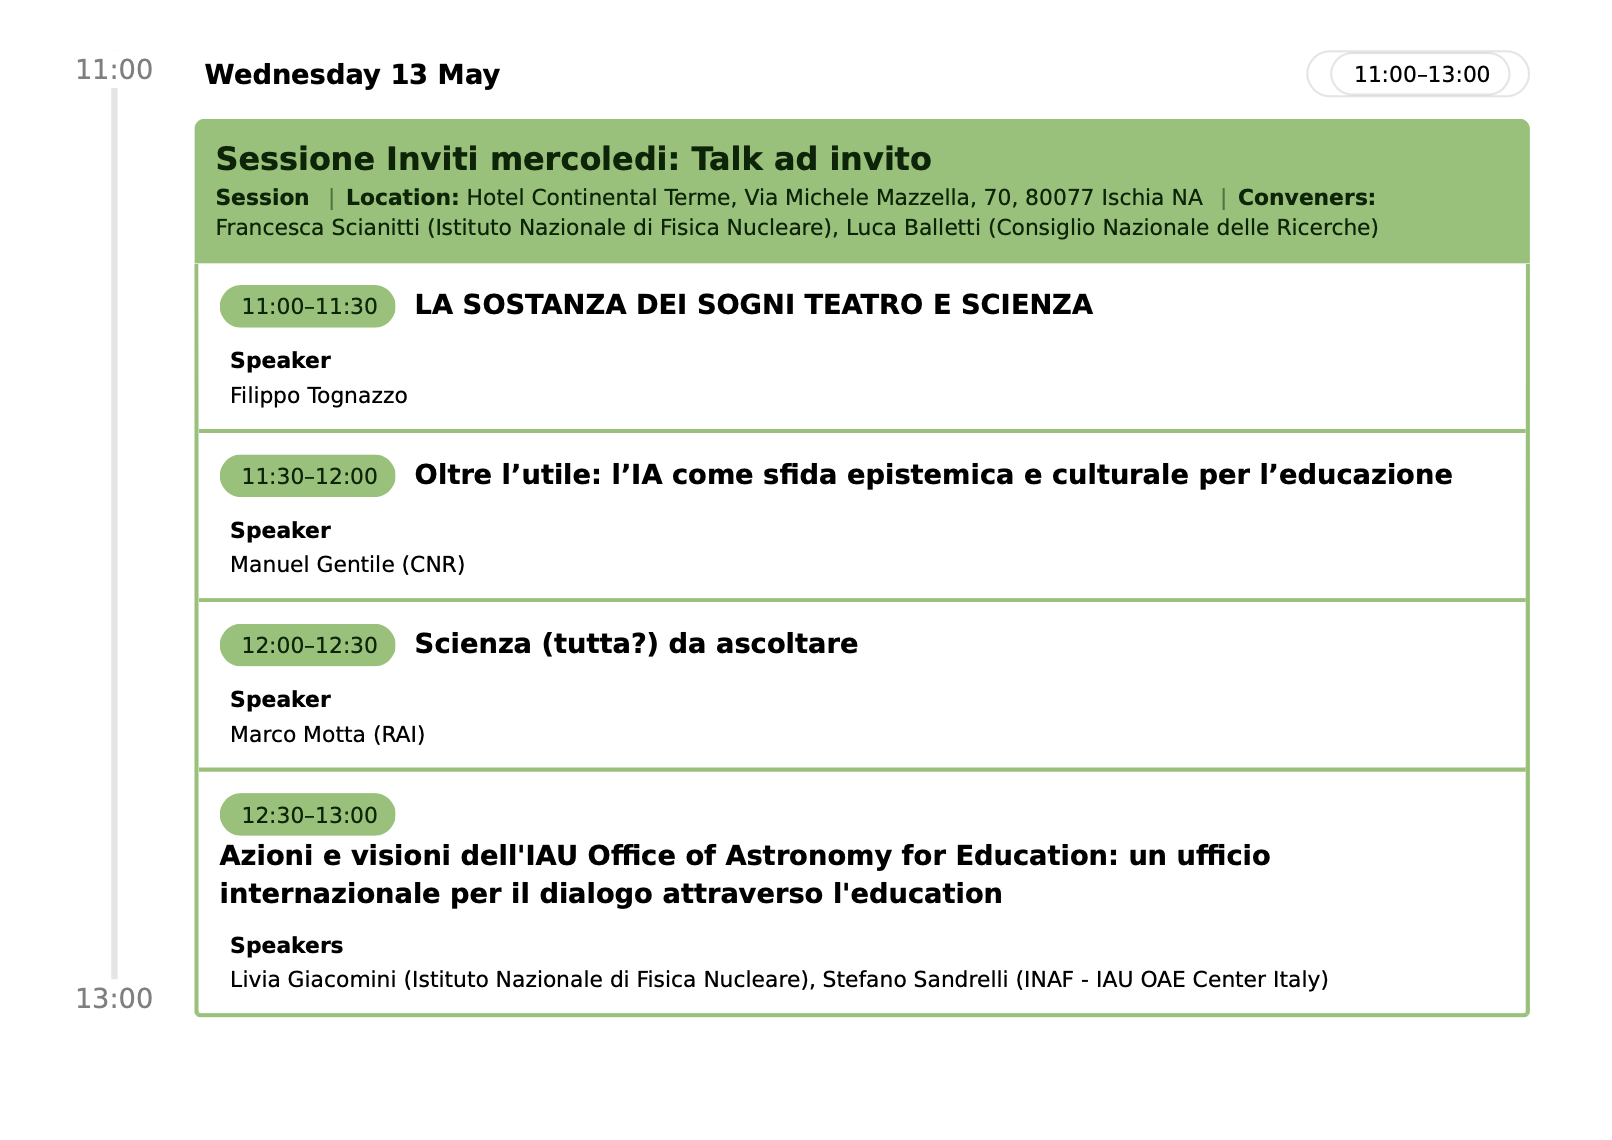 11:00
Wednesday 13 May
11:00–13:00
Sessione Inviti mercoledi: Talk ad invito
Session | Location: Hotel Continental Terme, Via Michele Mazzella, 70, 80077 Ischia NA | Conveners:
Francesca Scianitti (Istituto Nazionale di Fisica Nucleare), Luca Balletti (Consiglio Nazionale delle Ricerche)
11:00–11:30 LA SOSTANZA DEI SOGNI TEATRO E SCIENZA
Speaker
Filippo Tognazzo
11:30–12:00 Oltre l’utile: l’IA come sfida epistemica e culturale per l’educazione
Speaker
Manuel Gentile (CNR)
12:00–12:30 Scienza (tutta?) da ascoltare
Speaker
Marco Motta (RAI)
12:30–13:00
Azioni e visioni dell'IAU Office of Astronomy for Education: un ufficio
internazionale per il dialogo attraverso l'education
Speakers
Livia Giacomini (Istituto Nazionale di Fisica Nucleare), Stefano Sandrelli (INAF - IAU OAE Center Italy)
13:00